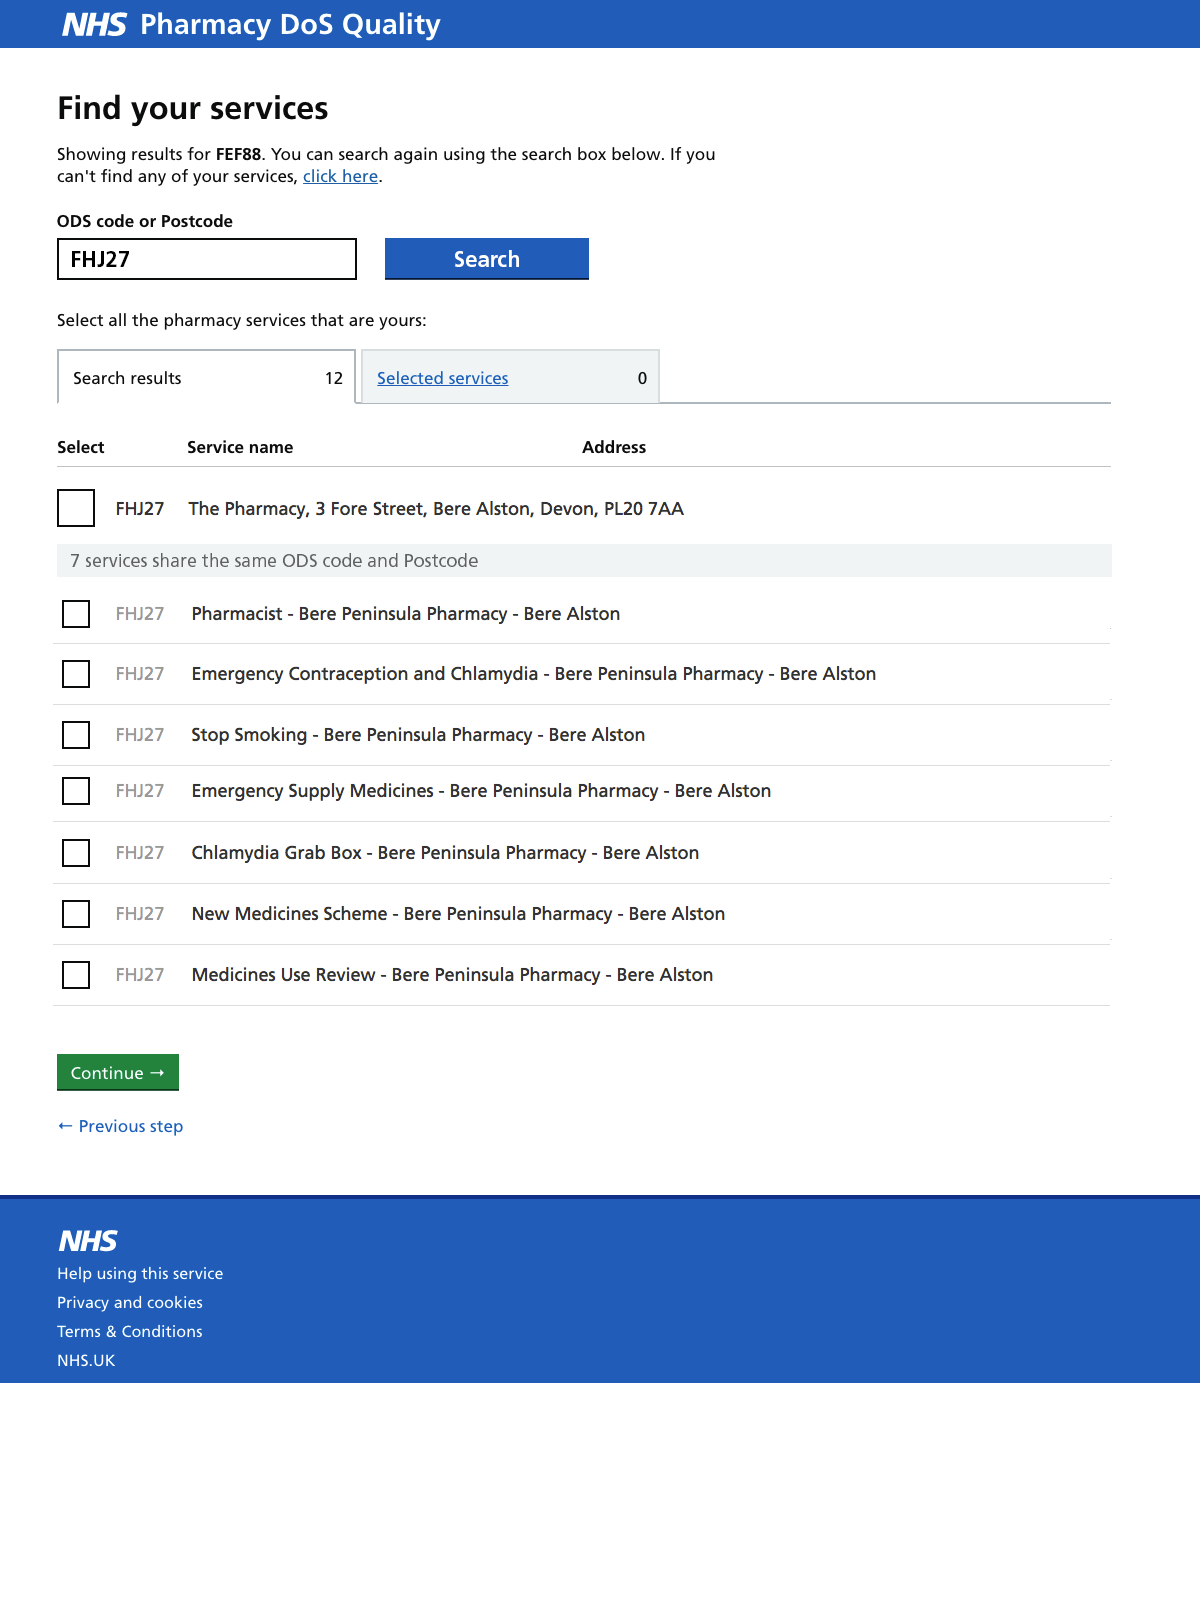 NHS Pharmacy DoS Quality
Find your services
Showing results for FEF88. You can search again using the search box below. If you
can't find any of your services, click here.
ODS code or Postcode
FHJ27 Search
Select all the pharmacy services that are yours:
Search results 12 Selected services 0
Select Service name Address
FHJ27 The Pharmacy, 3 Fore Street, Bere Alston, Devon, PL20 7AA
7 services share the same ODS code and Postcode
FHJ27 Pharmacist - Bere Peninsula Pharmacy - Bere Alston
FHJ27 Emergency Contraception and Chlamydia - Bere Peninsula Pharmacy - Bere Alston
FHJ27 Stop Smoking - Bere Peninsula Pharmacy - Bere Alston
FHJ27 Emergency Supply Medicines - Bere Peninsula Pharmacy - Bere Alston
FHJ27 Chlamydia Grab Box - Bere Peninsula Pharmacy - Bere Alston
FHJ27 New Medicines Scheme - Bere Peninsula Pharmacy - Bere Alston
FHJ27 Medicines Use Review - Bere Peninsula Pharmacy - Bere Alston
Continue →
← Previous step
NHS
Help using this service
Privacy and cookies
Terms & Conditions
NHS.UK